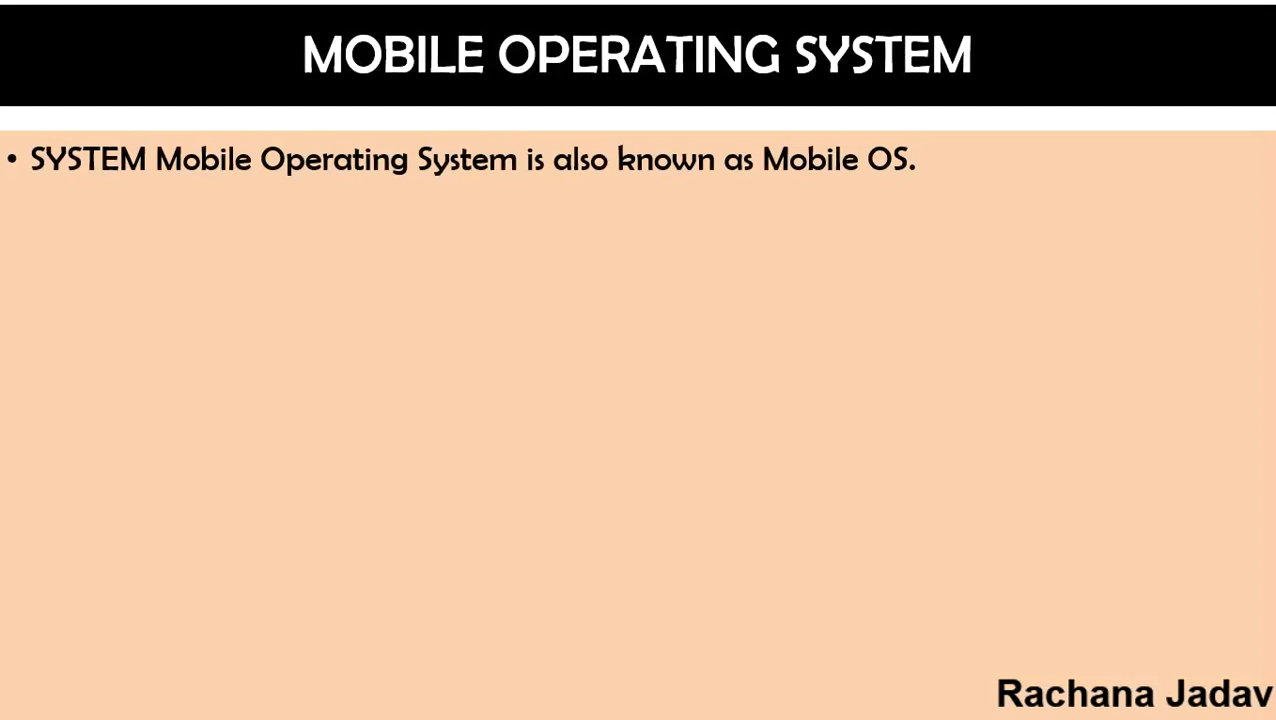 MOBILE OPERATING SYSTEM
• SYSTEM Mobile Operating System is also known as Mobile OS.
Rachana Jadav